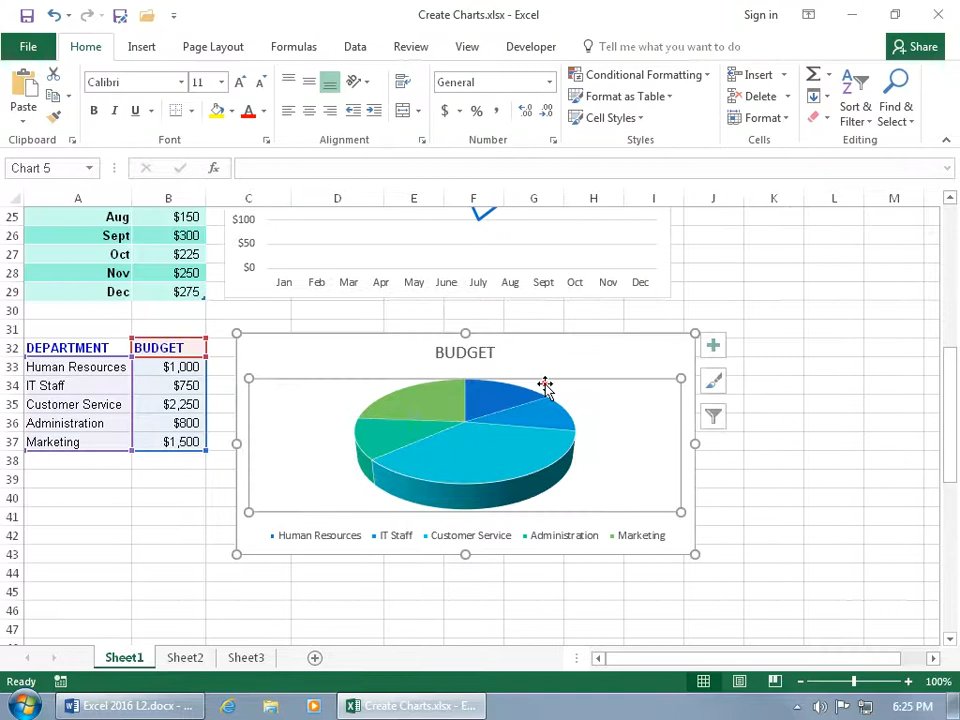 Create Charts.xlsx - Excel
Sign in
File Home Insert Page Layout Formulas Data Review View Developer Tell me what you want to do Share
Paste
Calibri 11
B I U A
General
$ % ,
Conditional Formatting
Format as Table
Cell Styles
Insert
Delete
Format
Sort & Filter
Find & Select
Clipboard Font Alignment Number Styles Cells Editing
Chart 5 fx
A B C D E F G H I J K L M
25 Aug $150 $100
26 Sept $300
27 Oct $225 $50
$0
28 Nov $250 Jan Feb Mar Apr May June July Aug Sept Oct Nov Dec
29 Dec $275
30
31
32 DEPARTMENT BUDGET
BUDGET
33 Human Resources $1,000
34 IT Staff $750
35 Customer Service $2,250
36 Administration $800
37 Marketing $1,500
38
39
40
41
42
Human Resources IT Staff Customer Service Administration Marketing
43
44
45
46
47
Sheet1 Sheet2 Sheet3
Ready 100%
Excel 2016 L2.docx - ... Create Charts.xlsx - E... 6:25 PM